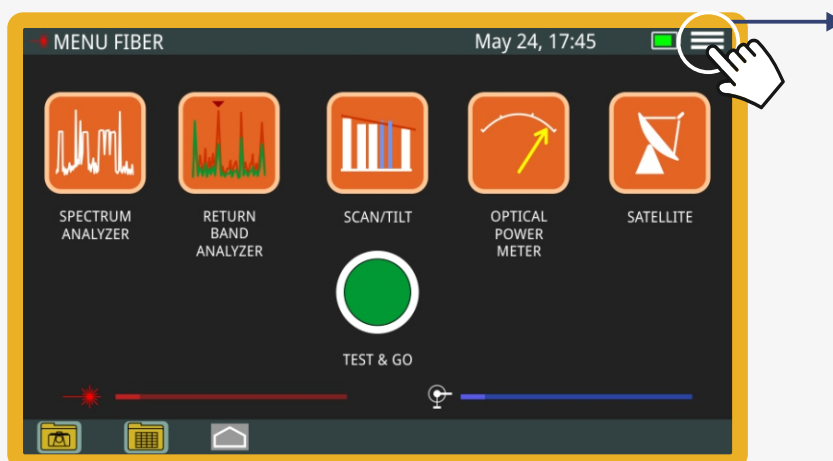 MENU FIBER
May 24, 17:45
SPECTRUM
ANALYZER
RETURN
BAND
ANALYZER
SCAN/TILT
OPTICAL
POWER
METER
SATELLITE
TEST & GO